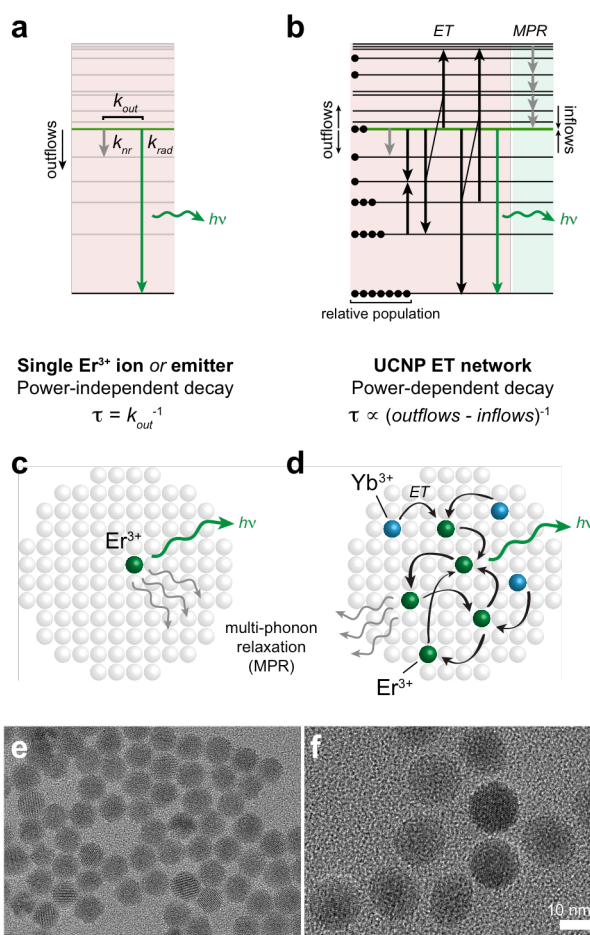 a
k_out
outflows
k_nr
k_rad
hν
Single Er³⁺ ion or emitter
Power-independent decay
τ = k_out⁻¹
b
ET
MPR
outflows
inflows
hν
relative population
UCNP ET network
Power-dependent decay
τ ∝ (outflows - inflows)⁻¹
c
Er³⁺
hν
multi-phonon
relaxation
(MPR)
d
Yb³⁺
ET
hν
Er³⁺
e
f
10 nm